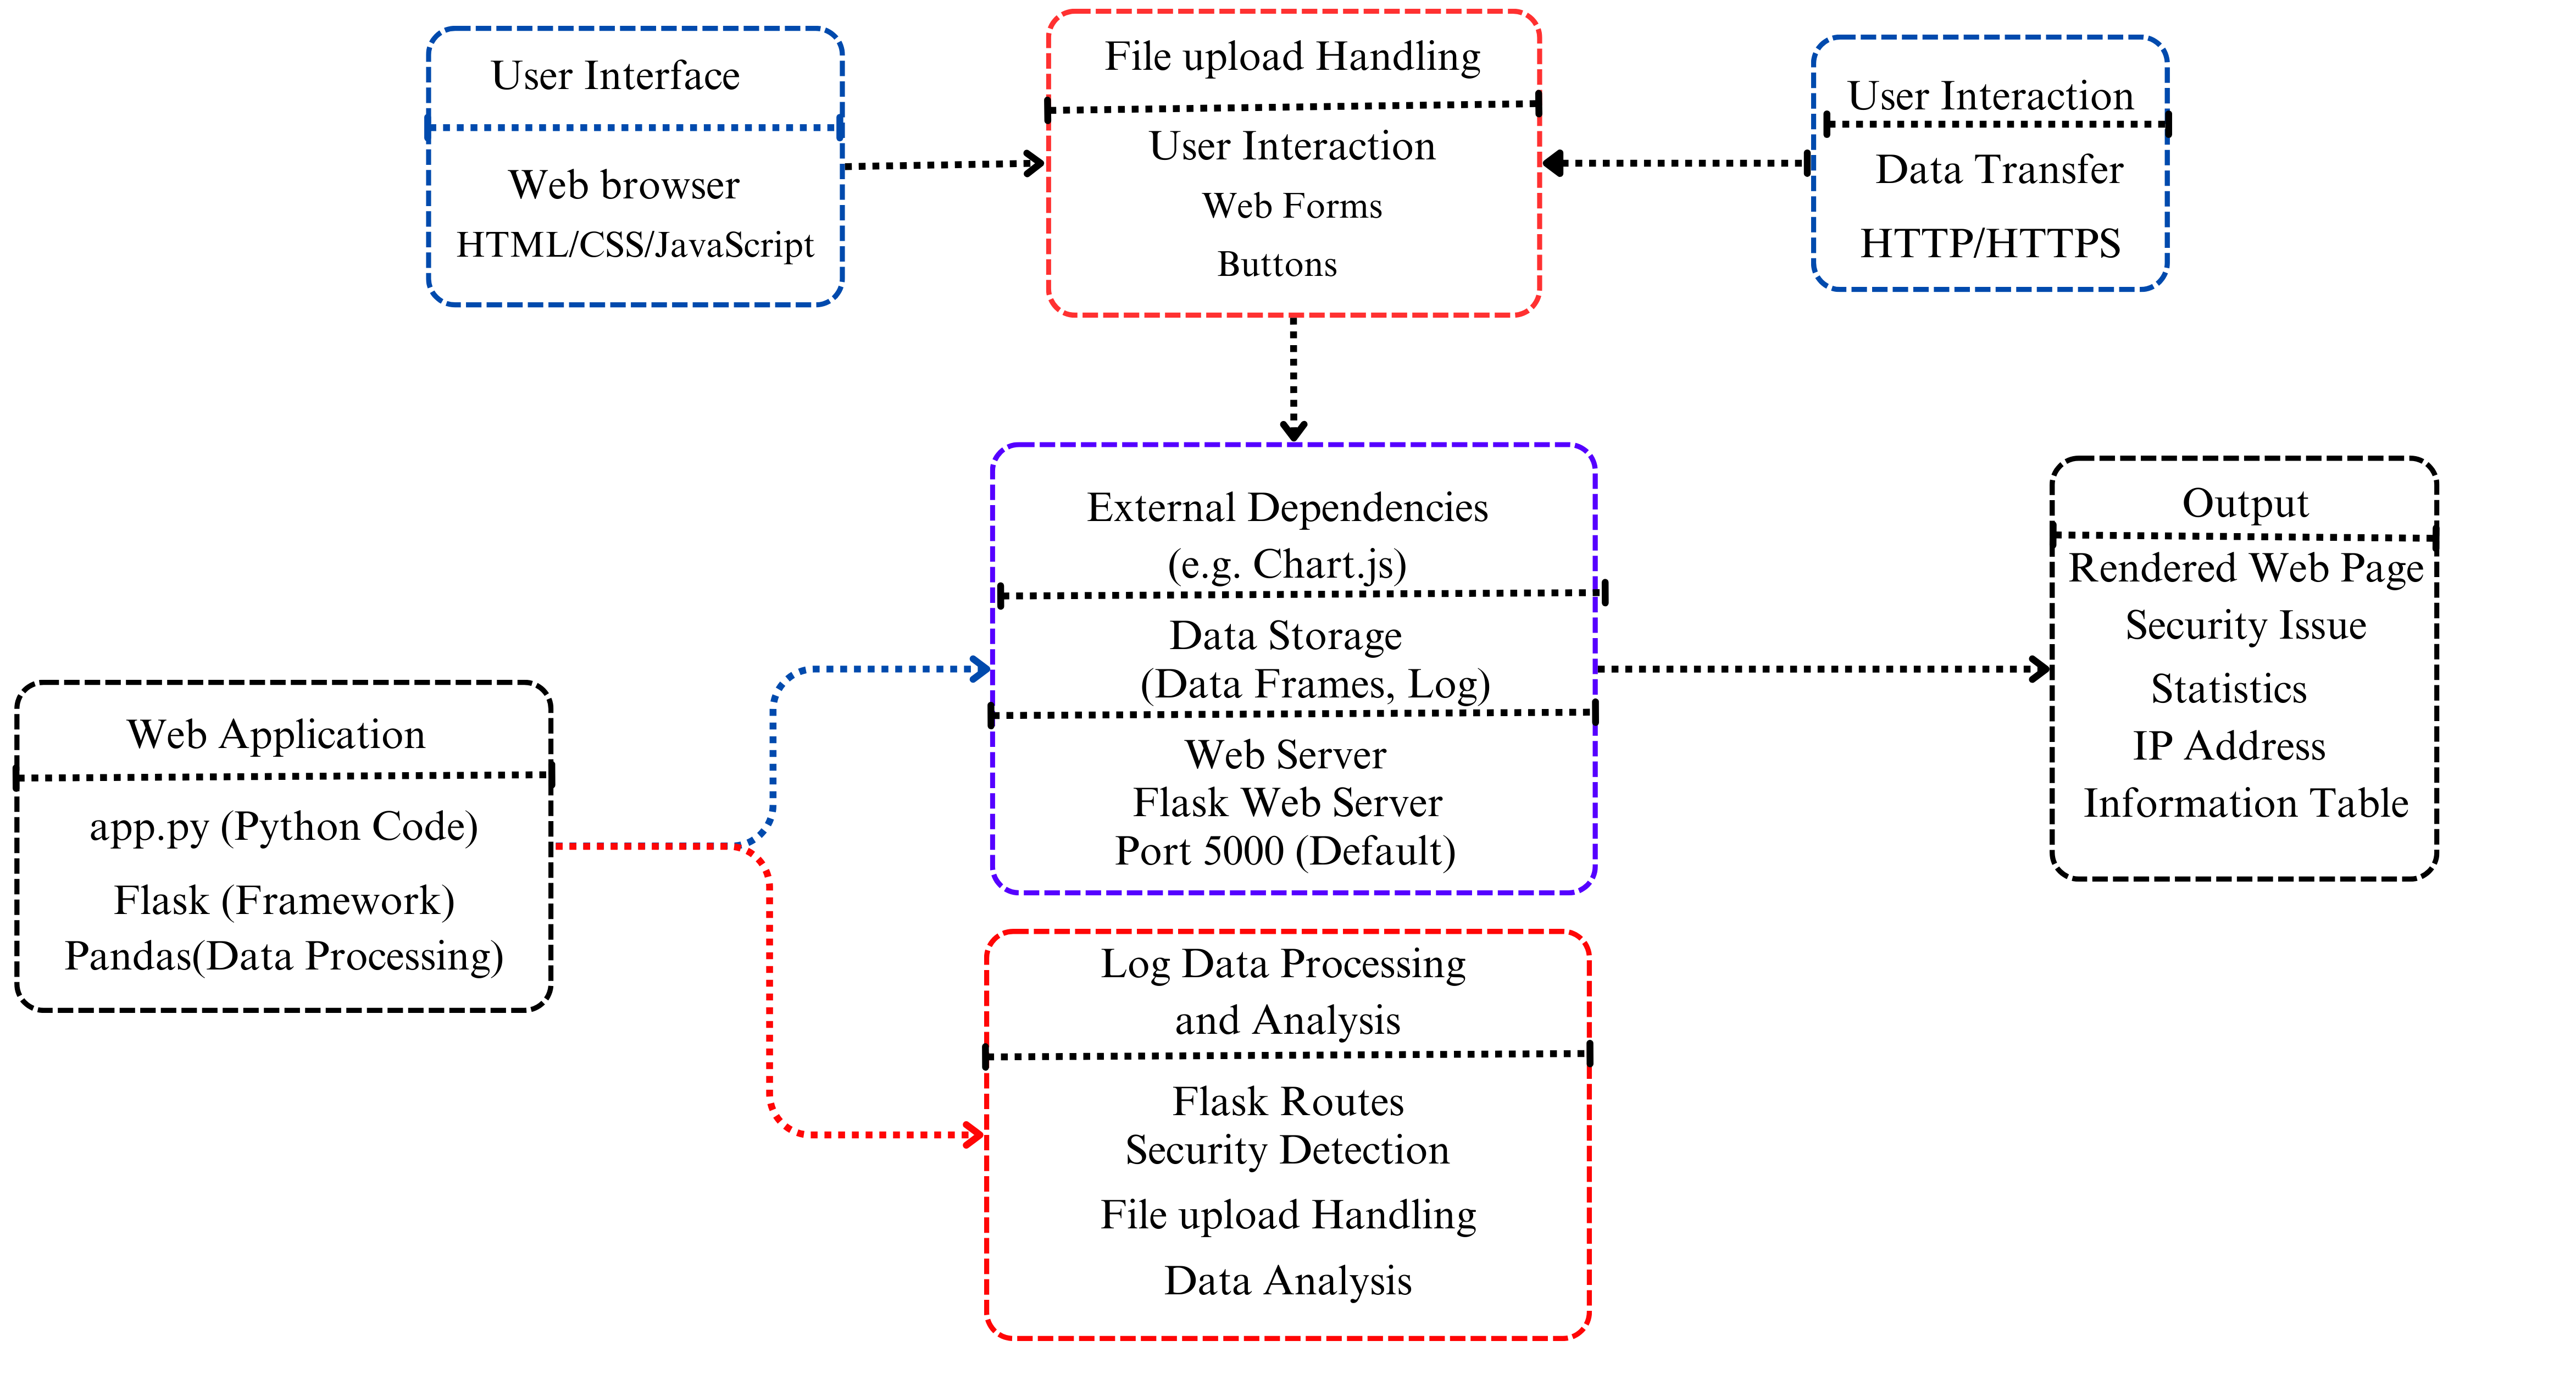 User Interface
Web browser
HTML/CSS/JavaScript
File upload Handling
User Interaction
Web Forms
Buttons
User Interaction
Data Transfer
HTTP/HTTPS
External Dependencies
(e.g. Chart.js)
Data Storage
(Data Frames, Log)
Web Server
Flask Web Server
Port 5000 (Default)
Output
Rendered Web Page
Security Issue
Statistics
IP Address
Information Table
Web Application
app.py (Python Code)
Flask (Framework)
Pandas(Data Processing)
Log Data Processing
and Analysis
Flask Routes
Security Detection
File upload Handling
Data Analysis